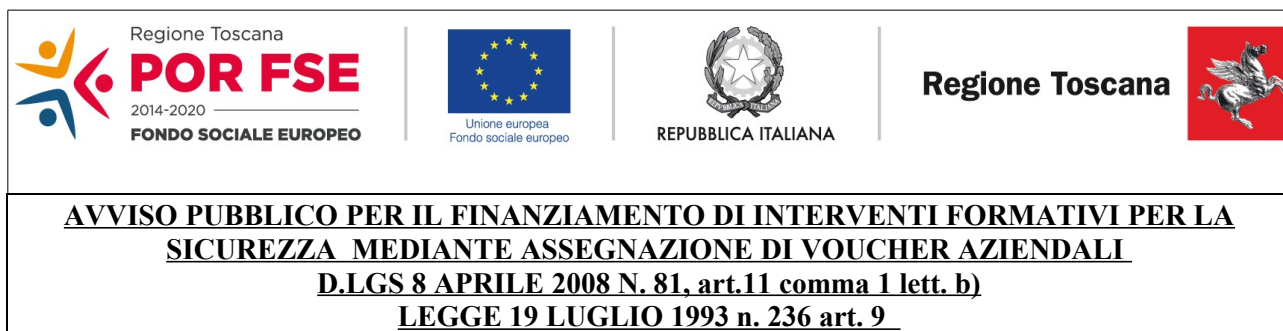 Regione Toscana
POR FSE
2014-2020
FONDO SOCIALE EUROPEO
Unione europea
Fondo sociale europeo
REPUBBLICA ITALIANA
REPUBBLICA ITALIANA
Regione Toscana
AVVISO PUBBLICO PER IL FINANZIAMENTO DI INTERVENTI FORMATIVI PER LA
SICUREZZA MEDIANTE ASSEGNAZIONE DI VOUCHER AZIENDALI
D.LGS 8 APRILE 2008 N. 81, art.11 comma 1 lett. b)
LEGGE 19 LUGLIO 1993 n. 236 art. 9